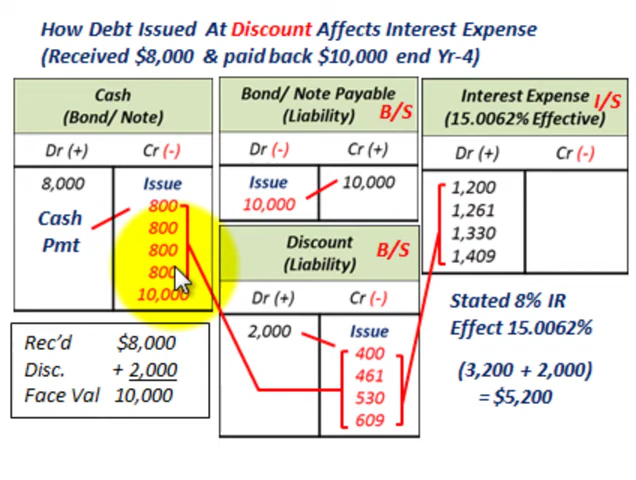 How Debt Issued At Discount Affects Interest Expense
(Received $8,000 & paid back $10,000 end Yr-4)
Cash
(Bond/ Note)
Dr (+) Cr (-)
8,000 Issue
Cash
Pmt
800
800
800
800
10,000
Bond/ Note Payable
(Liability) B/S
Dr (-) Cr (+)
Issue 10,000
10,000
Discount
(Liability) B/S
Dr (+) Cr (-)
2,000 Issue
400
461
530
609
Interest Expense I/S
(15.0062% Effective)
Dr (+) Cr (-)
1,200
1,261
1,330
1,409
Stated 8% IR
Effect 15.0062%
(3,200 + 2,000)
= $5,200
Rec'd $8,000
Disc. + 2,000
Face Val 10,000